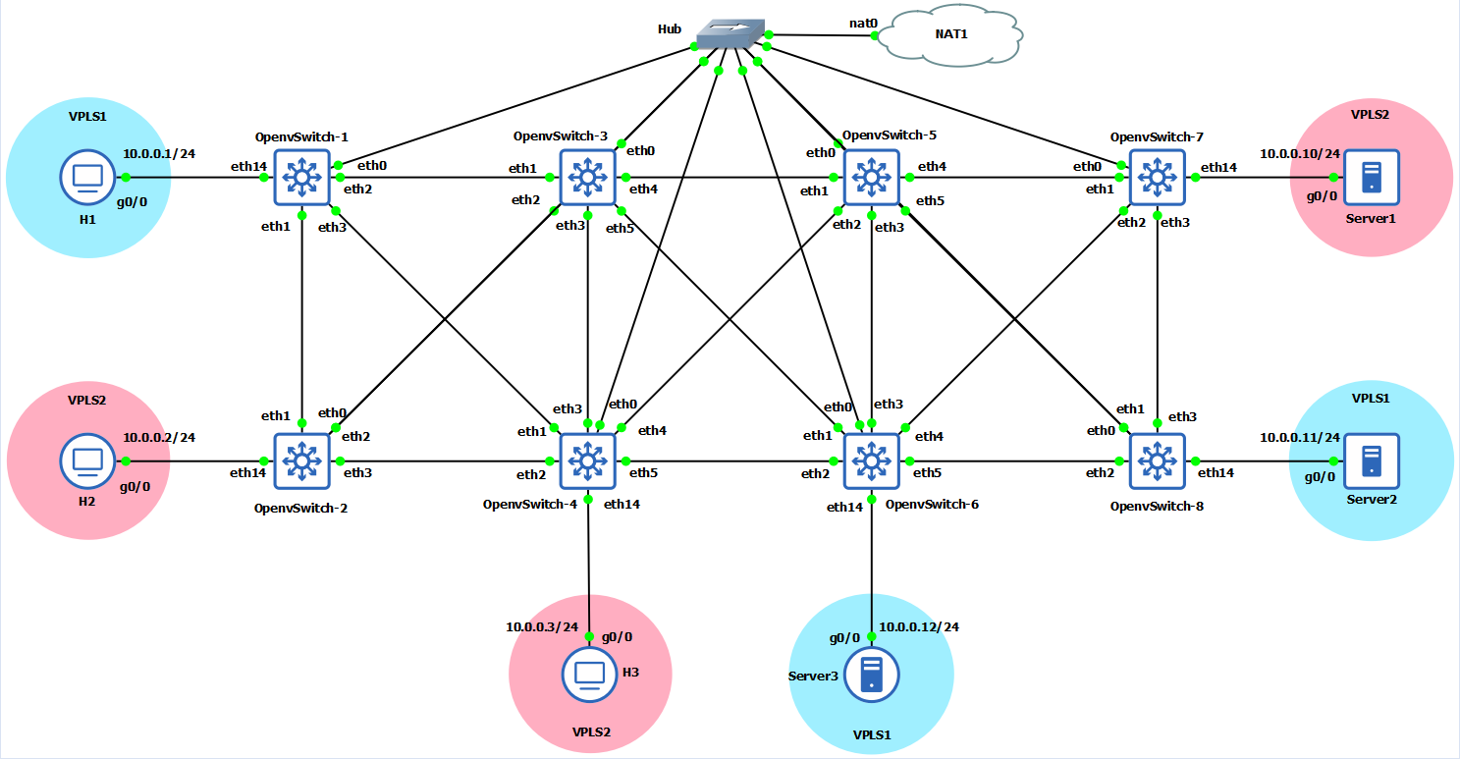 Hub
nat0
NAT1
VPLS1
10.0.0.1/24
g0/0
H1
OpenvSwitch-1
eth14
eth0
eth2
eth1
eth3
OpenvSwitch-3
eth0
eth1
eth4
eth2
eth3
eth5
OpenvSwitch-5
eth0
eth4
eth1
eth5
eth2
eth3
OpenvSwitch-7
eth0
eth14
eth1
eth2
eth3
VPLS2
10.0.0.10/24
g0/0
Server1
VPLS2
10.0.0.2/24
g0/0
H2
eth1
eth0
eth2
eth14
eth3
OpenvSwitch-2
eth3
eth0
eth1
eth4
eth2
eth5
OpenvSwitch-4
eth14
eth0
eth3
eth1
eth4
eth2
eth5
eth14
OpenvSwitch-6
eth1
eth3
eth0
eth2
eth14
OpenvSwitch-8
VPLS1
10.0.0.11/24
g0/0
Server2
10.0.0.3/24
g0/0
H3
VPLS2
10.0.0.12/24
g0/0
Server3
VPLS1